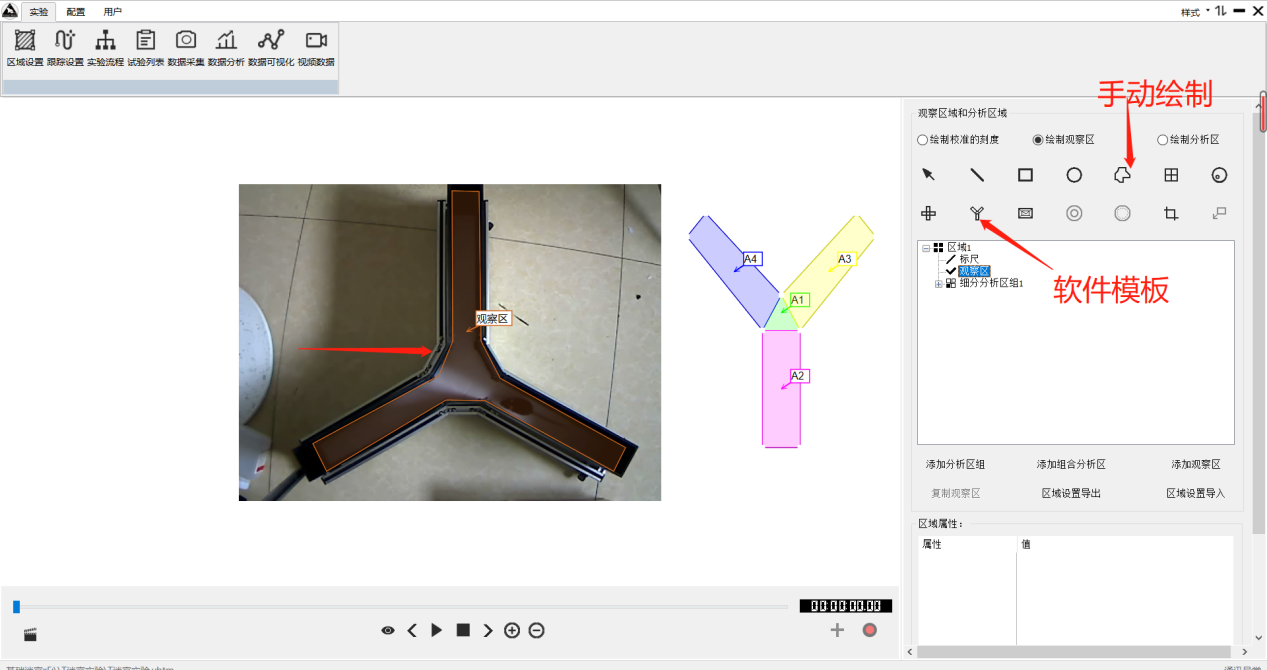 实验 配置 用户 样式
区域设置 跟踪设置 实验流程 试验列表 数据采集 数据分析 数据可视化 视频数据
手动绘制
观察区域和分析区域
绘制校准的刻度 绘制观察区 绘制分析区
区域1
标尺
观察区
细分分析区组1
软件模板
A4 A3
A1
观察区
A2
添加分析区组 添加组合分析区 添加观察区
复制观察区 区域设置导出 区域设置导入
区域属性：
属性 值
00:00:00.00